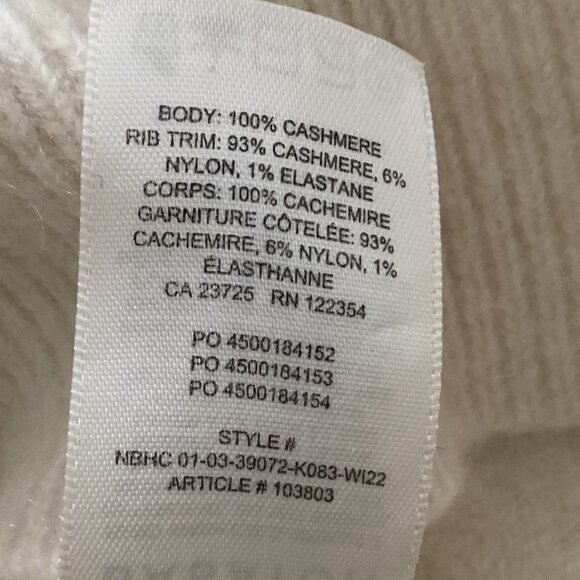 BODY: 100% CASHMERE
RIB TRIM: 93% CASHMERE, 6%
NYLON, 1% ELASTANE
CORPS: 100% CACHEMIRE
GARNITURE CÔTELÉE: 93%
CACHEMIRE, 6% NYLON, 1%
ÉLASTHANNE
CA 23725 RN 122354
PO 4500184152
PO 4500184153
PO 4500184154
STYLE #
NBHC 01-03-39072-K083-WI22
ARTICLE # 103803